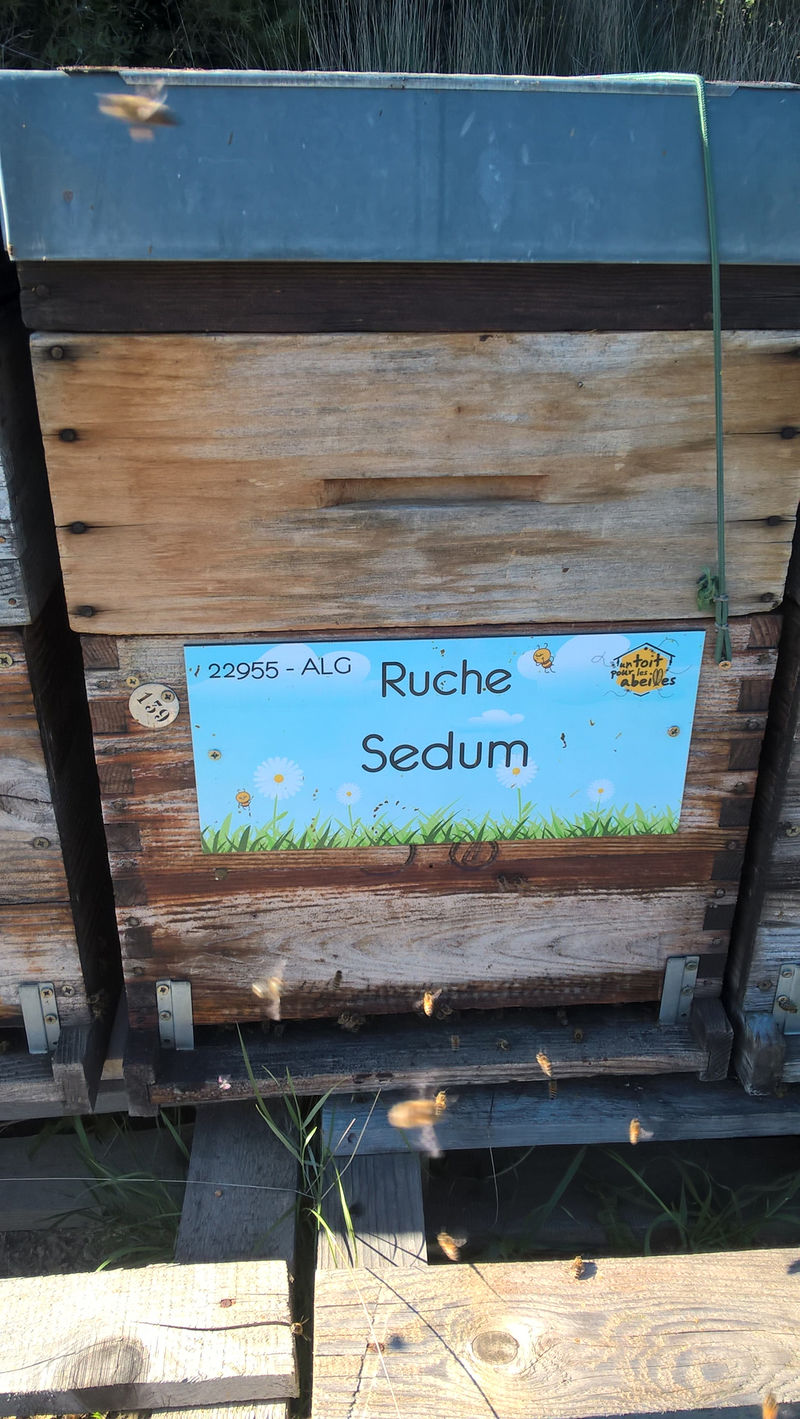 22955 - ALG
Ruche
Sedum
un toit
pour les
abeilles
159